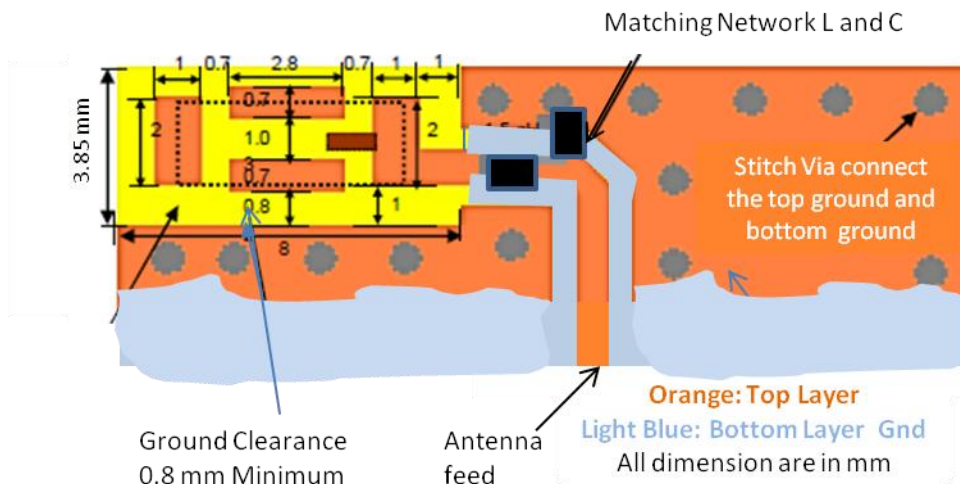 Matching Network L and C
1 0.7 2.8 0.7 1 1
0.7
3.85 mm
2
1.0
2
3
0.7
0.8
1
8
Stitch Via connect
the top ground and
bottom ground
Orange: Top Layer
Light Blue: Bottom Layer Gnd
All dimension are in mm
Ground Clearance
0.8 mm Minimum
Antenna
feed